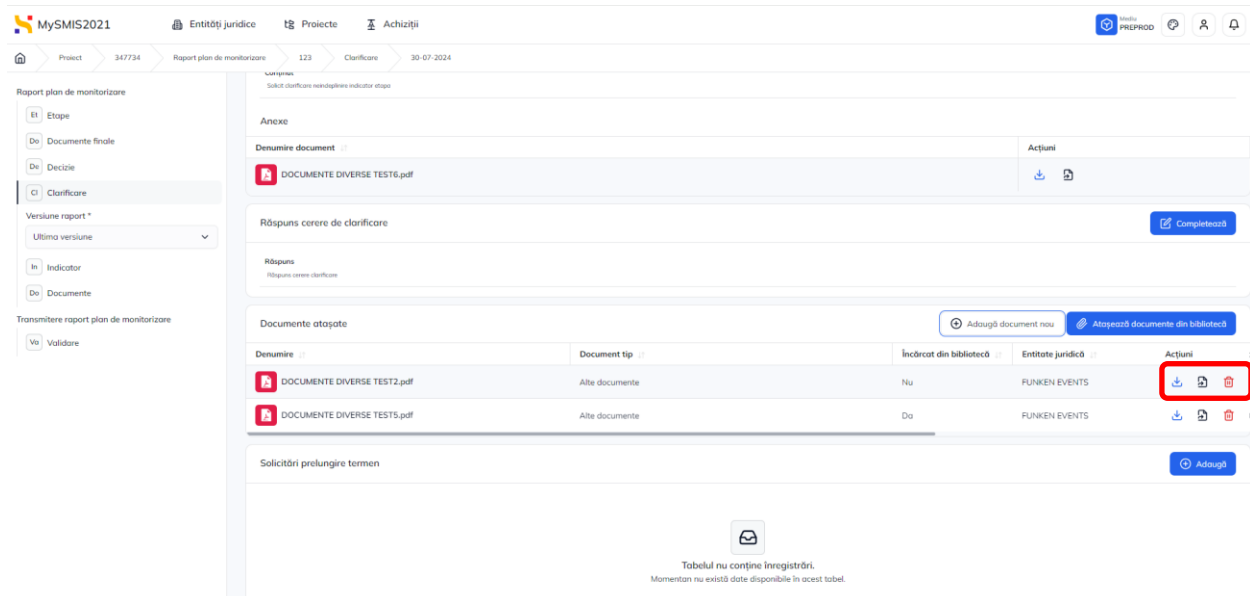 MySMIS2021
Entități juridice
Proiecte
Achiziții
Mediu
PREPROD
Proiect
347734
Raport plan de monitorizare
123
Clarificare
30-07-2024
Raport plan de monitorizare
Et Etape
Do Documente finale
De Decizie
Cl Clarificare
Versiune raport *
Ultima versiune
In Indicator
Do Documente
Transmitere raport plan de monitorizare
Va Validare
Conținut
Solicit clarificare neindeplinire indicator etapa
Anexe
Denumire document Acțiuni
DOCUMENTE DIVERSE TEST6.pdf
Răspuns cerere de clarificare
Completează
Răspuns
Răspuns cerere clarificare
Documente atașate
Adaugă document nou
Atașează documente din bibliotecă
Denumire Document tip Încărcat din bibliotecă Entitate juridică Acțiuni
DOCUMENTE DIVERSE TEST2.pdf Alte documente Nu FUNKEN EVENTS
DOCUMENTE DIVERSE TEST5.pdf Alte documente Da FUNKEN EVENTS
Solicitări prelungire termen
Adaugă
Tabelul nu conține înregistrări.
Momentan nu există date disponibile în acest tabel.